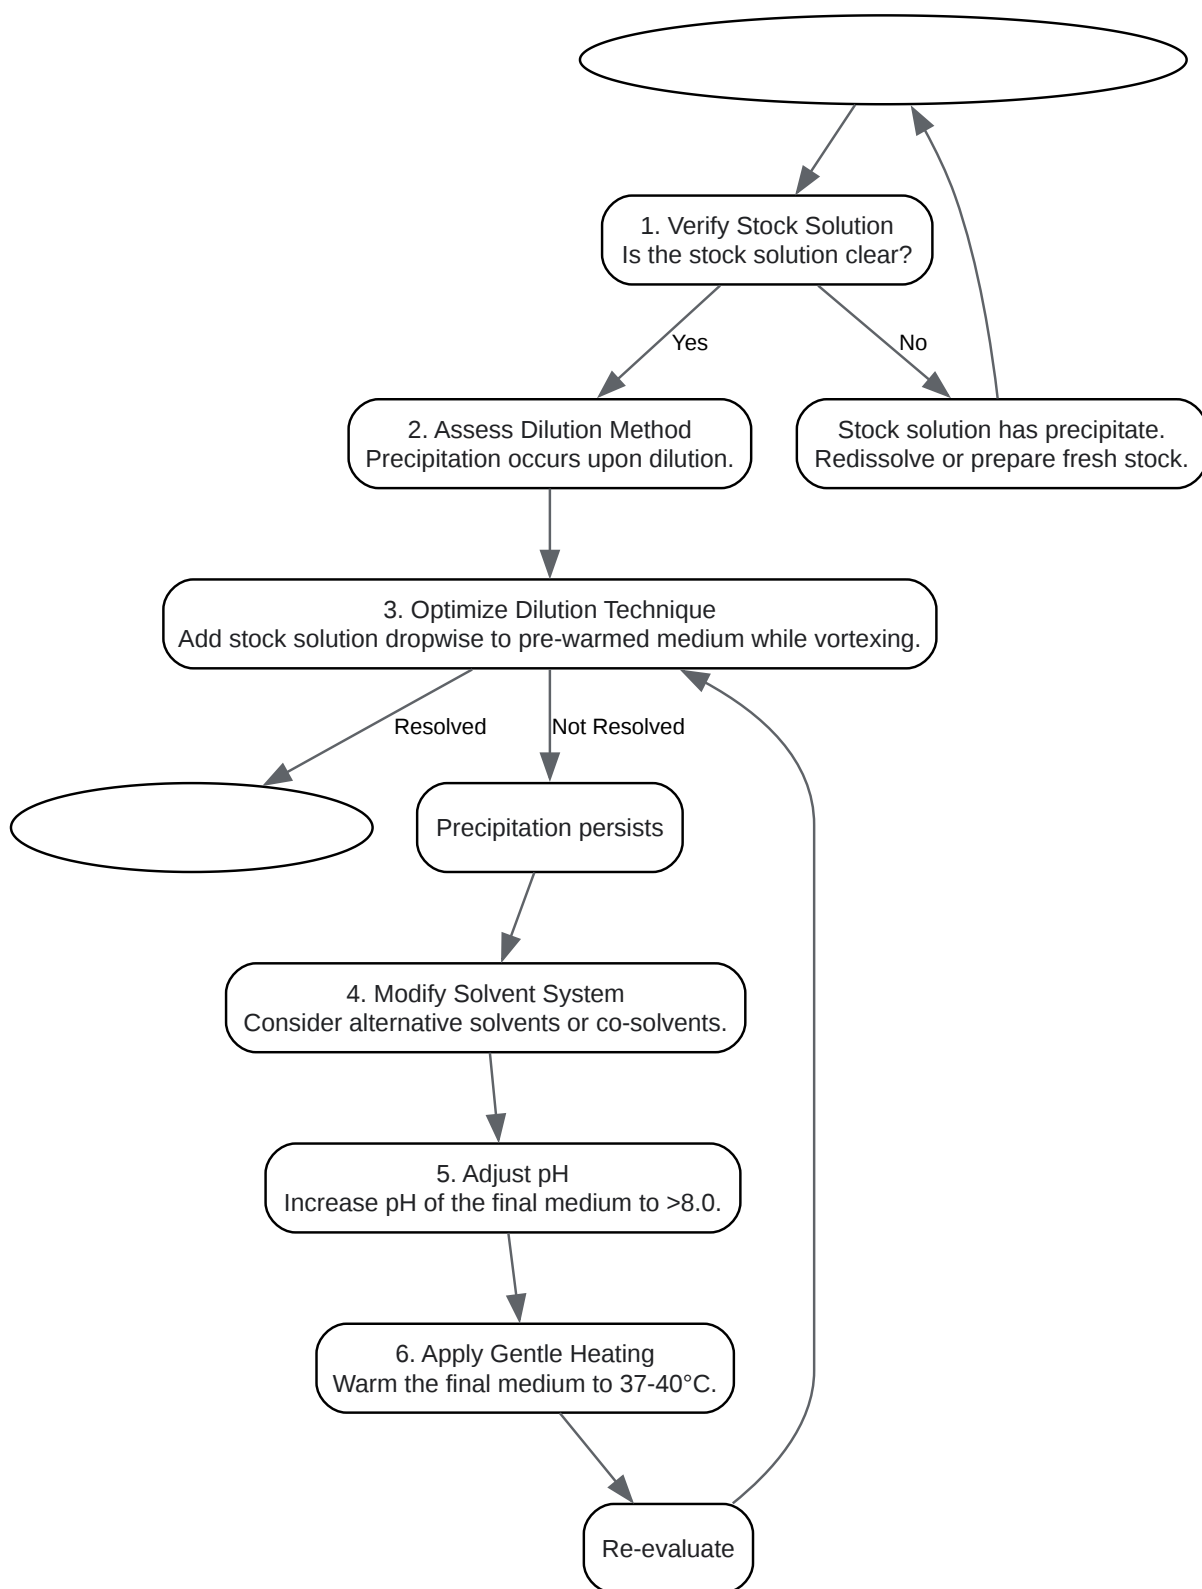 1. Verify Stock Solution
Is the stock solution clear?
Yes
No
2. Assess Dilution Method
Precipitation occurs upon dilution.
Stock solution has precipitate.
Redissolve or prepare fresh stock.
3. Optimize Dilution Technique
Add stock solution dropwise to pre-warmed medium while vortexing.
Resolved
Not Resolved
Precipitation persists
4. Modify Solvent System
Consider alternative solvents or co-solvents.
5. Adjust pH
Increase pH of the final medium to >8.0.
6. Apply Gentle Heating
Warm the final medium to 37-40°C.
Re-evaluate